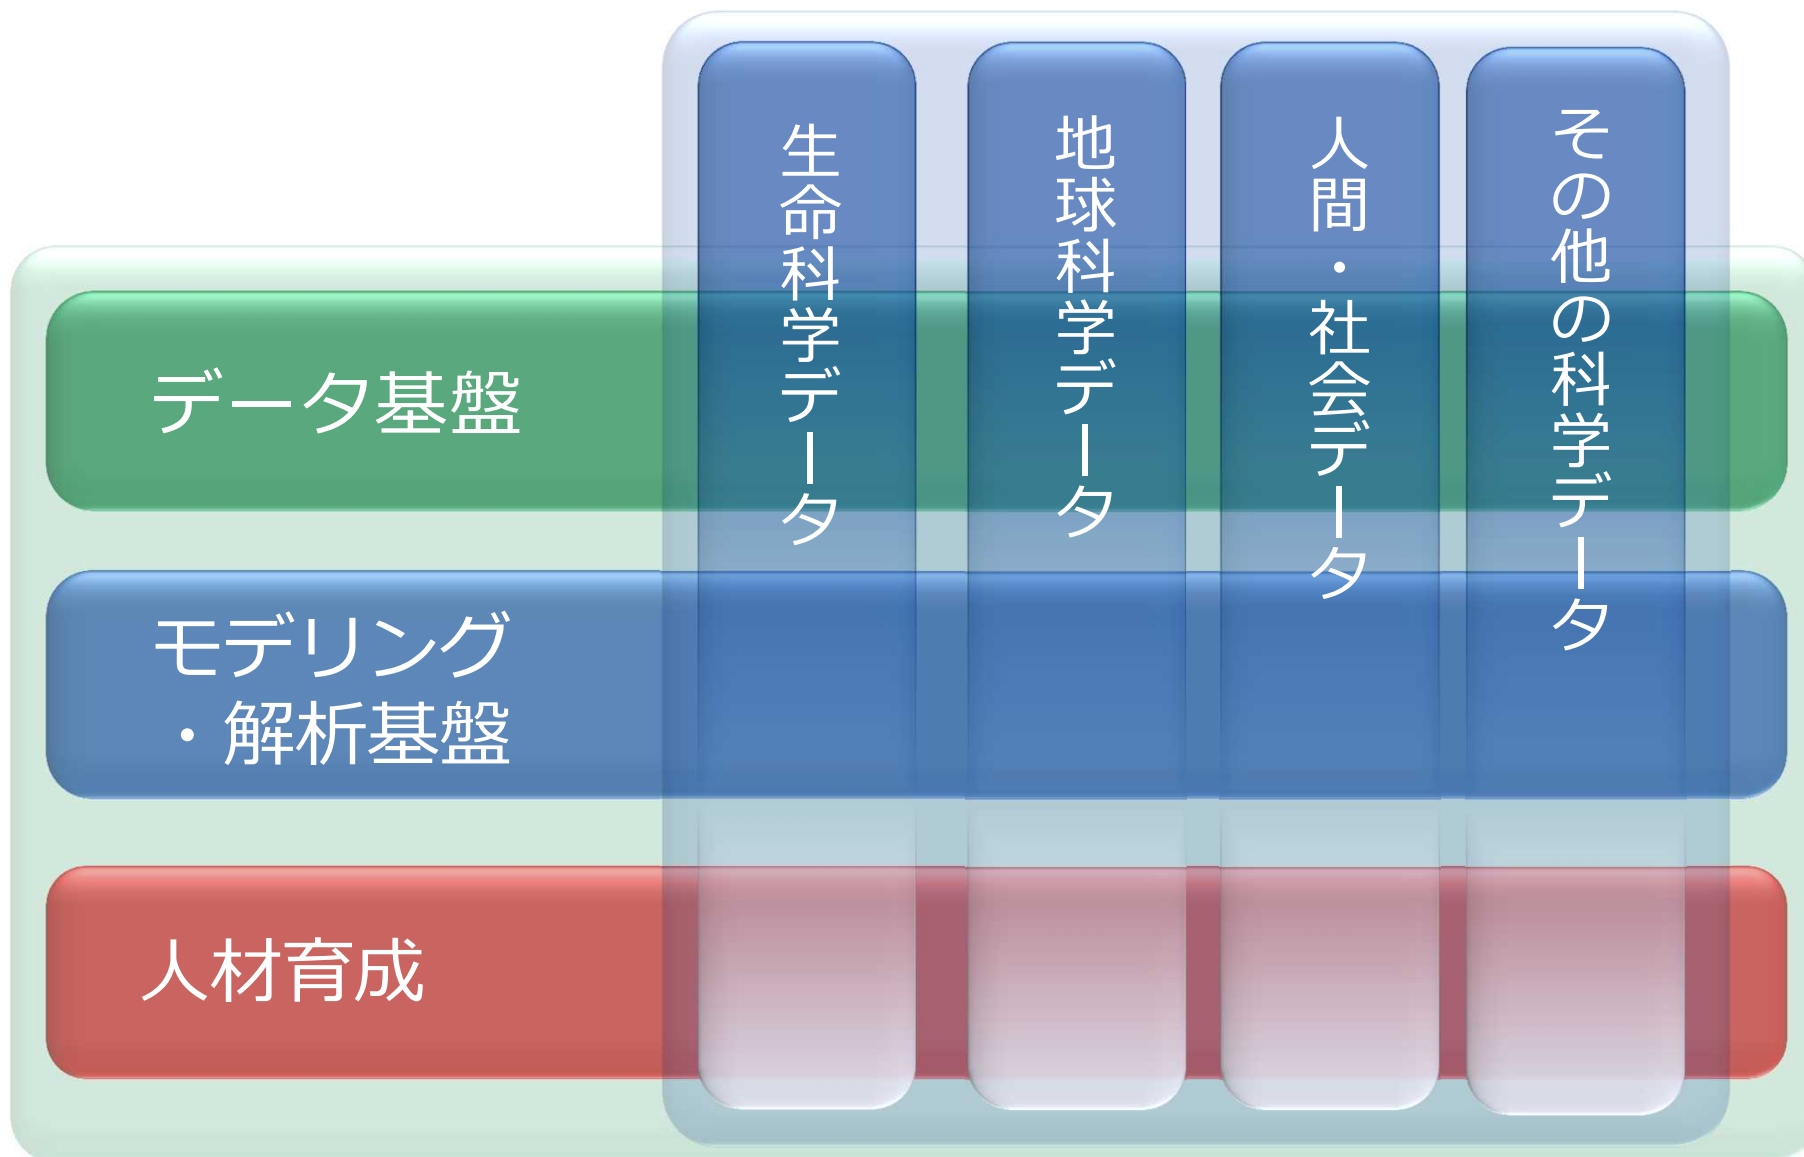 生命科学データ
地球科学データ
人間・社会データ
その他の科学データ
データ基盤
モデリング
・解析基盤
人材育成